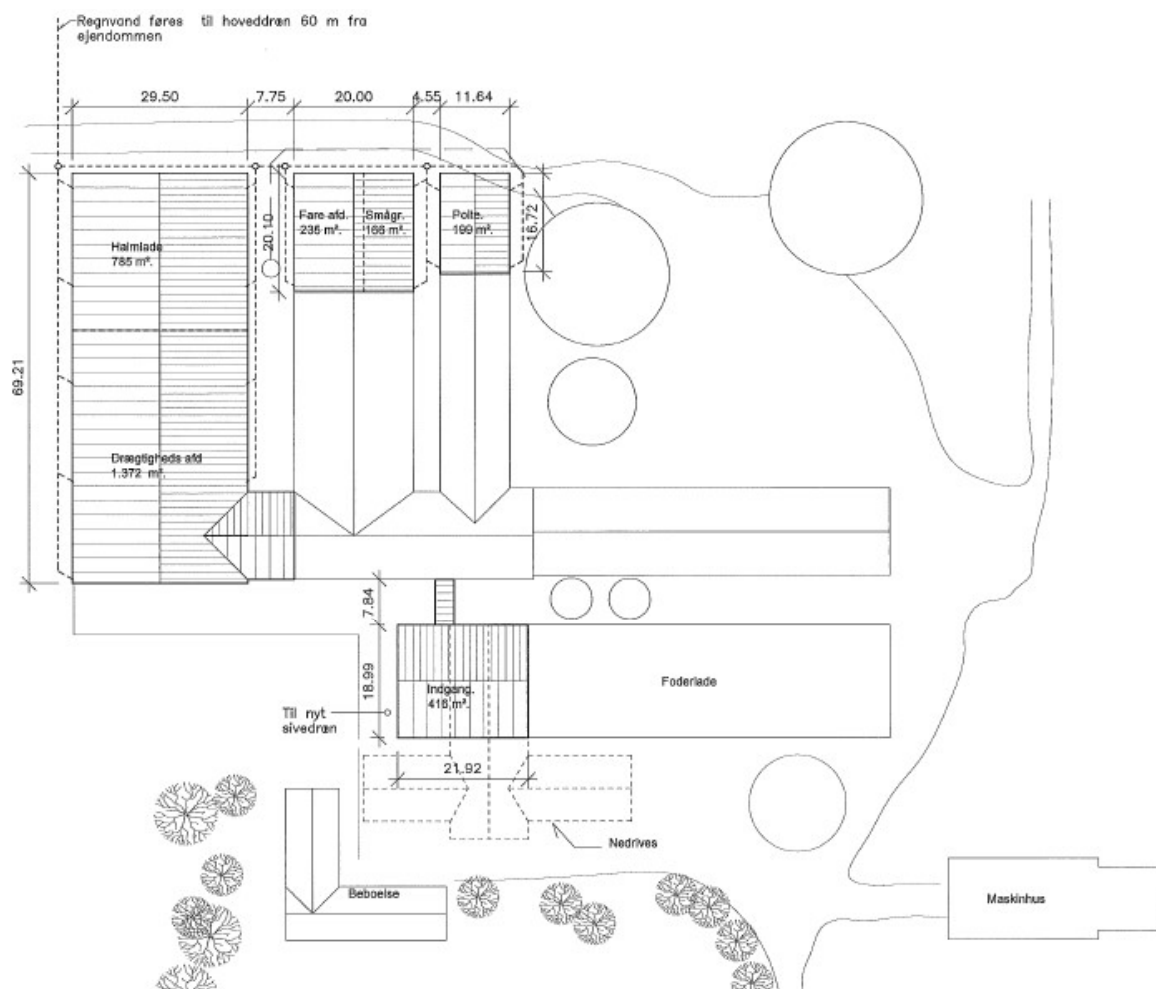 Regnvand føres til hoveddræn 60 m fra
ejendommen
29.50
7.75
20.00
4.55
11.64
Halmlade
785 m².
20.10
Fare afd.
235 m².
Smågr.
166 m².
Polte.
199 m².
16.72
69.21
Drægtigheds afd
1.372 m².
7.84
18.99
Indgang.
416 m².
Foderlade
Til nyt
sivedræn
21.92
Nedrives
Beboelse
Maskinhus